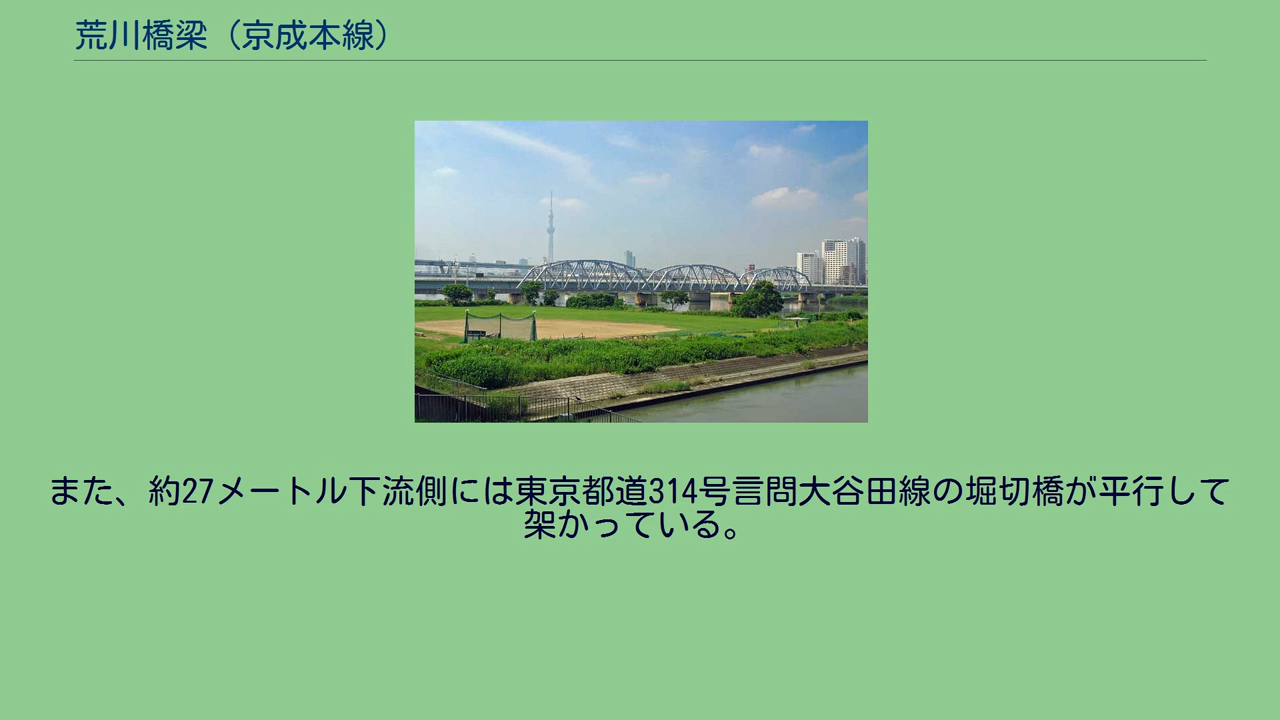 荒川橋梁（京成本線）
また、約27メートル下流側には東京都道314号言問大谷田線の堀切橋が平行して
架かっている。